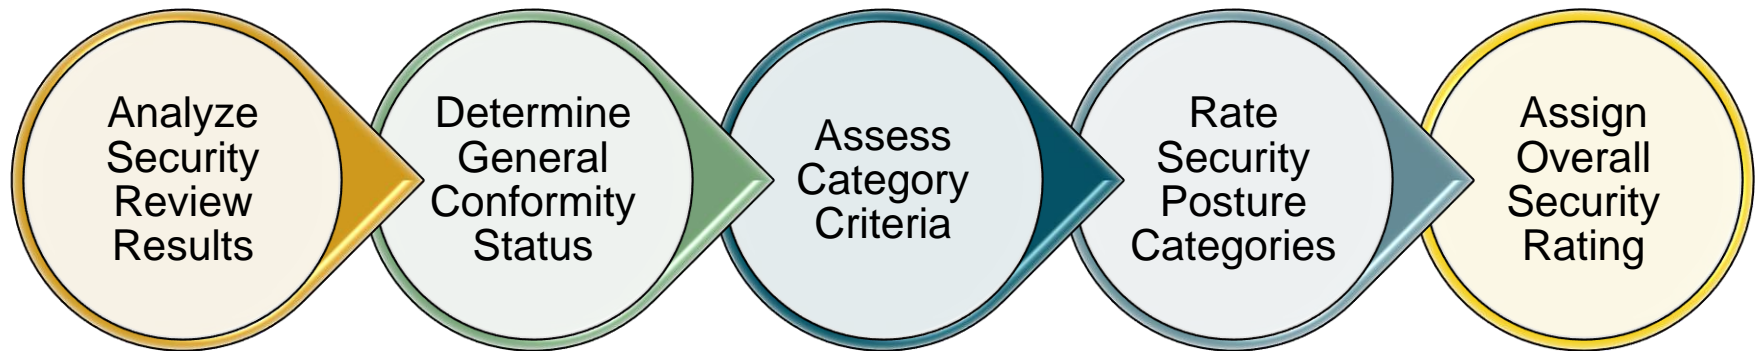 Analyze
Security
Review
Results
Determine
General
Conformity
Status
Assess
Category
Criteria
Rate
Security
Posture
Categories
Assign
Overall
Security
Rating